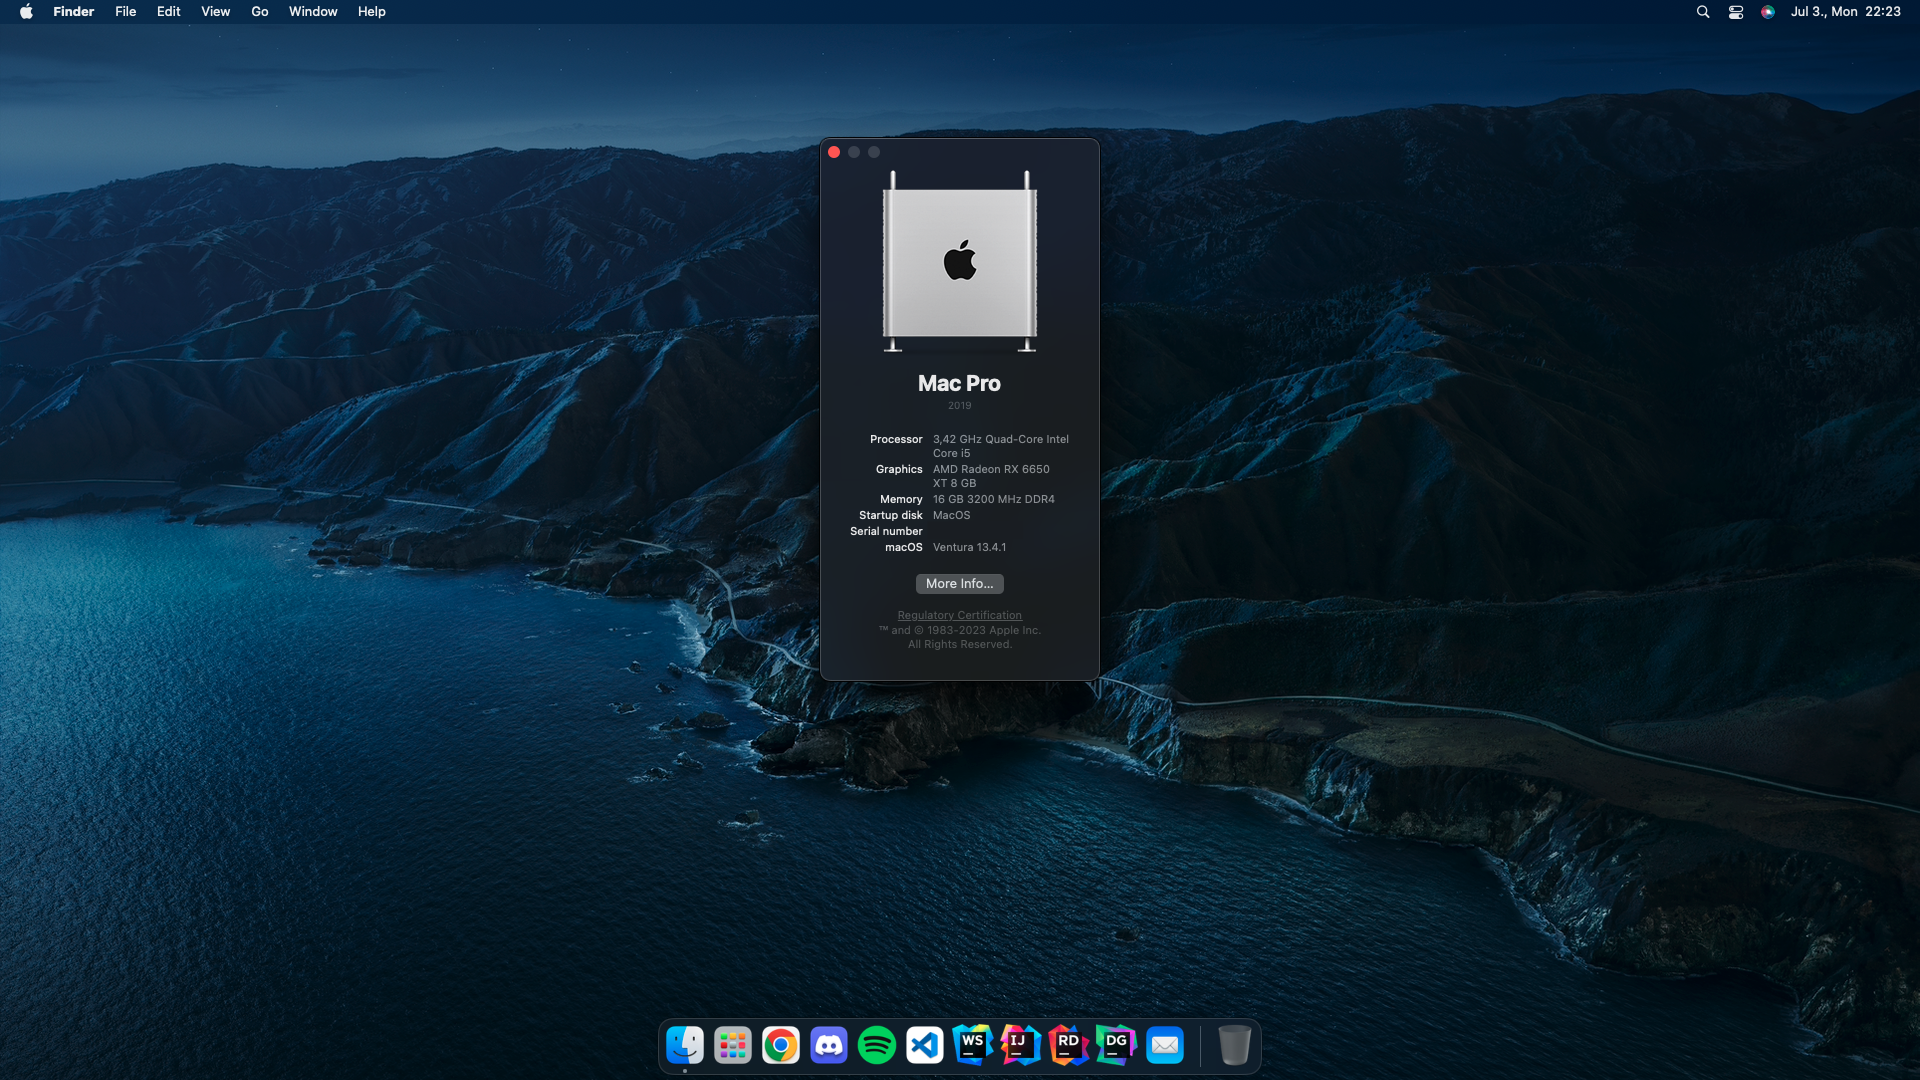 Finder File Edit View Go Window Help
Jul 3., Mon 22:23
Mac Pro
2019
Processor 3,42 GHz Quad-Core Intel
Core i5
Graphics AMD Radeon RX 6650
XT 8 GB
Memory 16 GB 3200 MHz DDR4
Startup disk MacOS
Serial number
macOS Ventura 13.4.1
More Info...
Regulatory Certification
™ and © 1983-2023 Apple Inc.
All Rights Reserved.
WS IJ RD DG